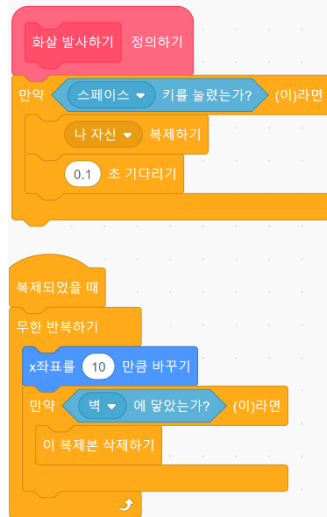 화살 발사하기 정의하기
만약 스페이스 키를 눌렀는가? (이)라면
나 자신 복제하기
0.1 초 기다리기
복제되었을 때
무한 반복하기
x좌표를 10 만큼 바꾸기
만약 벽 에 닿았는가? (이)라면
이 복제본 삭제하기